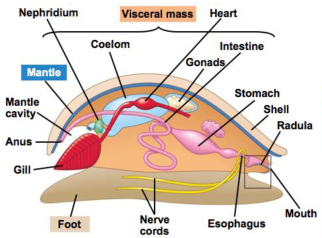 Nephridium
Visceral mass
Heart
Coelom
Intestine
Gonads
Mantle
Stomach
Mantle
cavity
Shell
Radula
Anus
Gill
Mouth
Foot
Nerve
cords
Esophagus